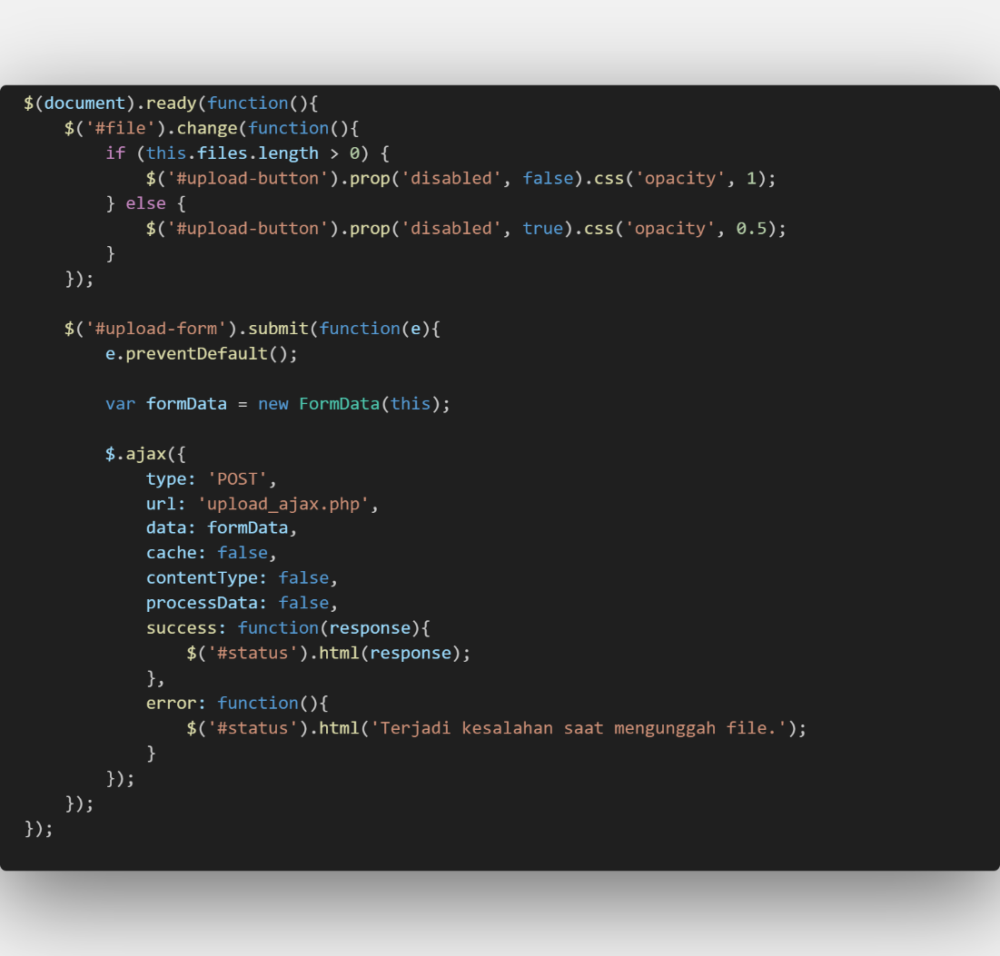 $(document).ready(function(){
    $('#file').change(function(){
        if (this.files.length > 0) {
            $('#upload-button').prop('disabled', false).css('opacity', 1);
        } else {
            $('#upload-button').prop('disabled', true).css('opacity', 0.5);
        }
    });

    $('#upload-form').submit(function(e){
        e.preventDefault();

        var formData = new FormData(this);

        $.ajax({
            type: 'POST',
            url: 'upload_ajax.php',
            data: formData,
            cache: false,
            contentType: false,
            processData: false,
            success: function(response){
                $('#status').html(response);
            },
            error: function(){
                $('#status').html('Terjadi kesalahan saat mengunggah file.');
            }
        });
    });
});